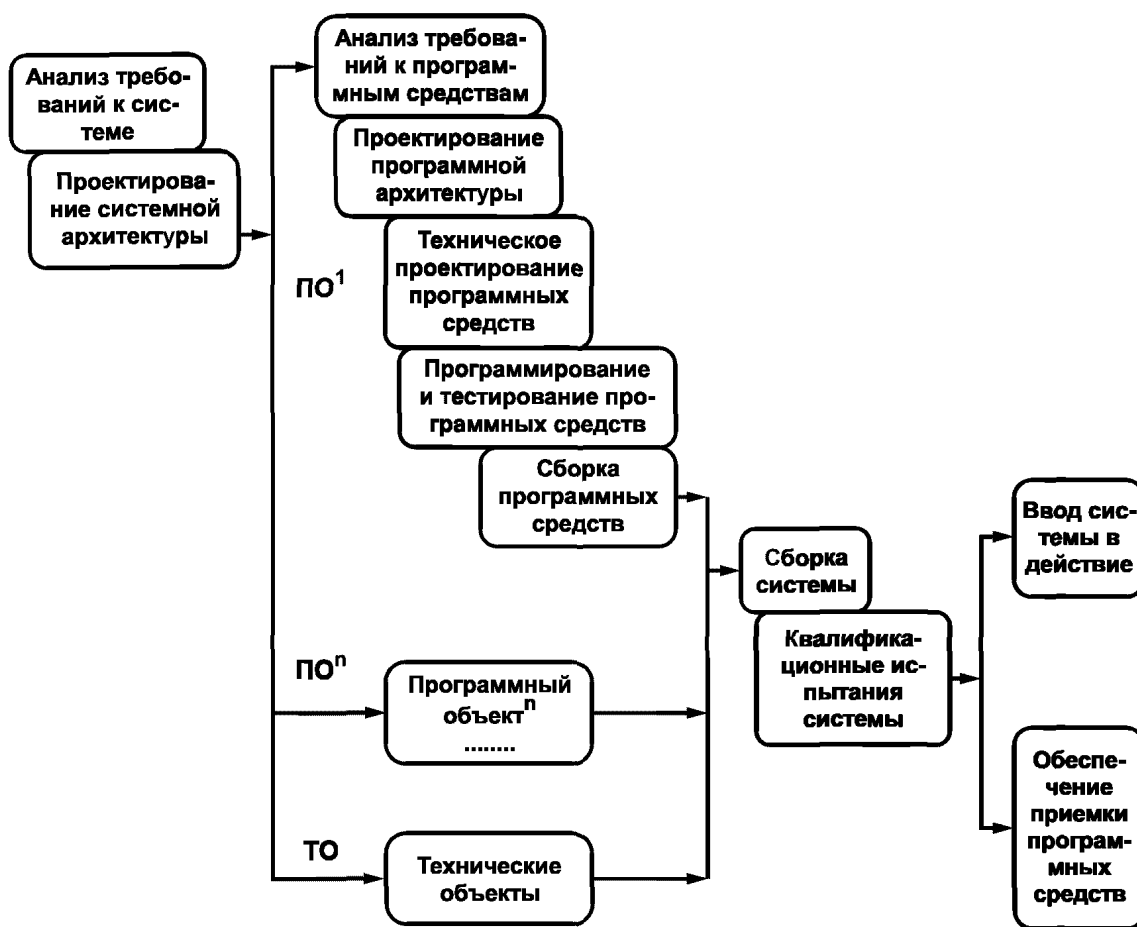 Анализ требо-
ваний к сис-
теме
Проектирова-
ние системной
архитектуры
Анализ требова-
ний к програм-
мным средствам
Проектирование
программной
архитектуры
ПО¹
Техническое
проектирование
программных
средств
Программирование
и тестирование про-
граммных средств
Сборка
программных
средств
ПОⁿ
Программный
объектⁿ
........
ТО
Технические
объекты
Сборка
системы
Квалифика-
ционные ис-
пытания
системы
Ввод сис-
темы в
действие
Обеспе-
чение
приемки
програм-
мных
средств